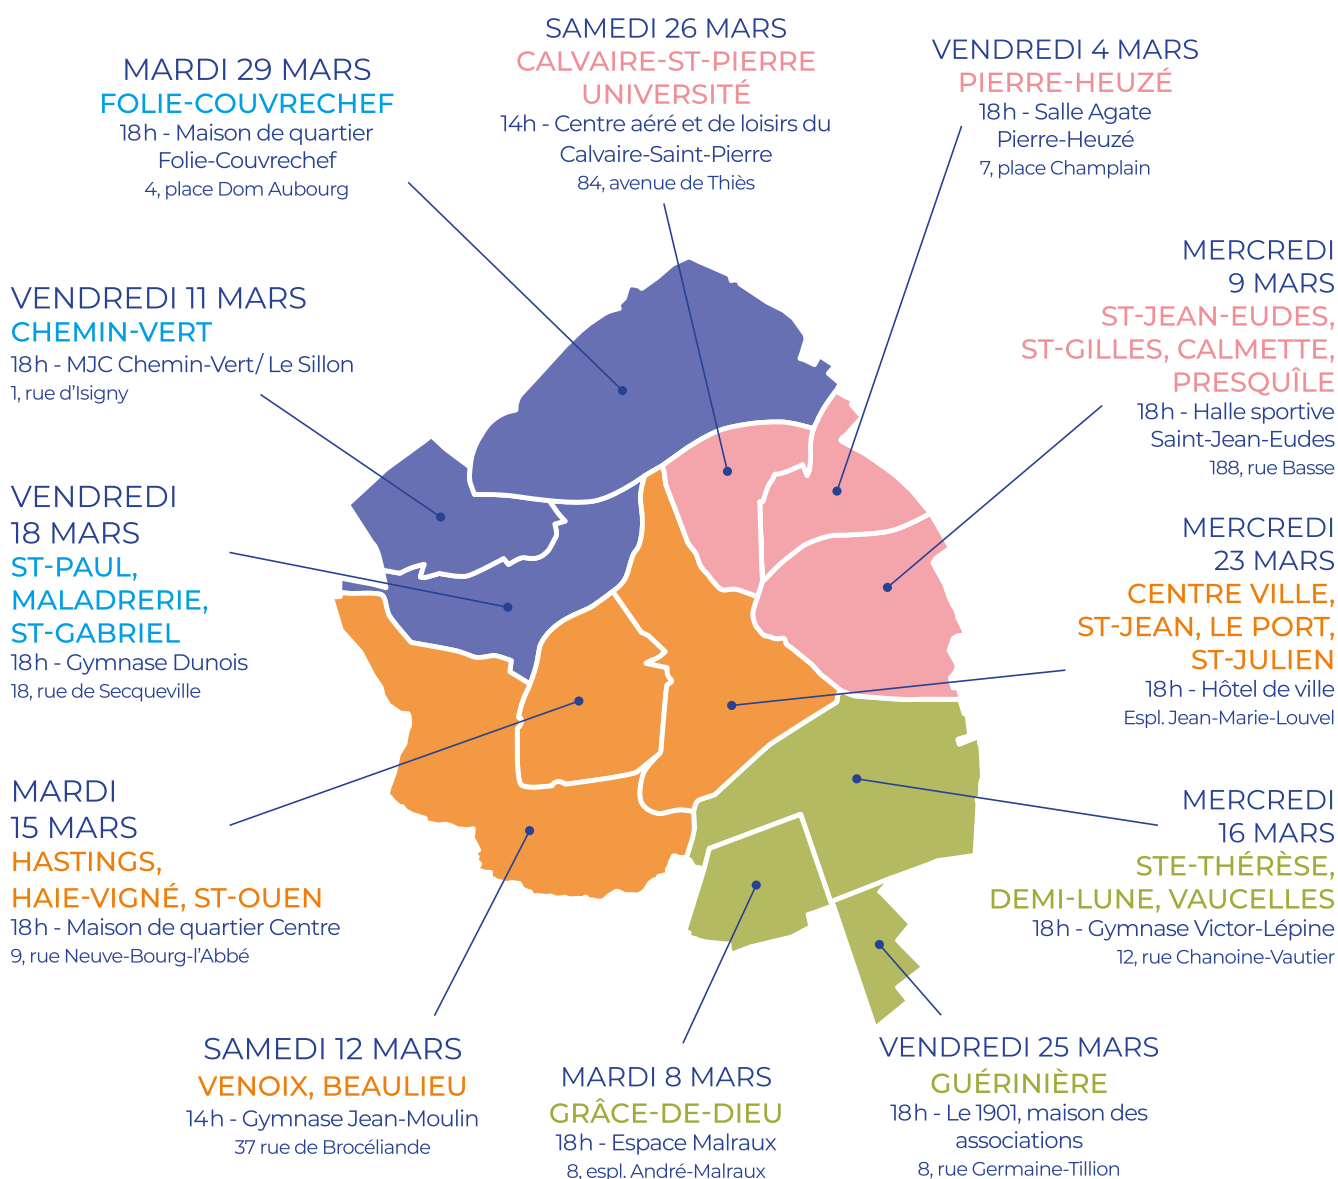 MARDI 29 MARS
FOLIE-COUVRECHEF
18h - Maison de quartier
Folie-Couvrechef
4, place Dom Aubourg
SAMEDI 26 MARS
CALVAIRE-ST-PIERRE
UNIVERSITÉ
14h - Centre aéré et de loisirs du
Calvaire-Saint-Pierre
84, avenue de Thiès
VENDREDI 4 MARS
PIERRE-HEUZÉ
18h - Salle Agate
Pierre-Heuzé
7, place Champlain
VENDREDI 11 MARS
CHEMIN-VERT
18h - MJC Chemin-Vert/ Le Sillon
1, rue d'Isigny
MERCREDI
9 MARS
ST-JEAN-EUDES,
ST-GILLES, CALMETTE,
PRESQUÎLE
18h - Halle sportive
Saint-Jean-Eudes
188, rue Basse
VENDREDI
18 MARS
ST-PAUL,
MALADRERIE,
ST-GABRIEL
18h - Gymnase Dunois
18, rue de Secqueville
MERCREDI
23 MARS
CENTRE VILLE,
ST-JEAN, LE PORT,
ST-JULIEN
18h - Hôtel de ville
Espl. Jean-Marie-Louvel
MARDI
15 MARS
HASTINGS,
HAIE-VIGNÉ, ST-OUEN
18h - Maison de quartier Centre
9, rue Neuve-Bourg-l'Abbé
MERCREDI
16 MARS
STE-THÉRÈSE,
DEMI-LUNE, VAUCELLES
18h - Gymnase Victor-Lépine
12, rue Chanoine-Vautier
SAMEDI 12 MARS
VENOIX, BEAULIEU
14h - Gymnase Jean-Moulin
37 rue de Brocéliande
MARDI 8 MARS
GRÂCE-DE-DIEU
18h - Espace Malraux
8, espl. André-Malraux
VENDREDI 25 MARS
GUÉRINIÈRE
18h - Le 1901, maison des
associations
8, rue Germaine-Tillion